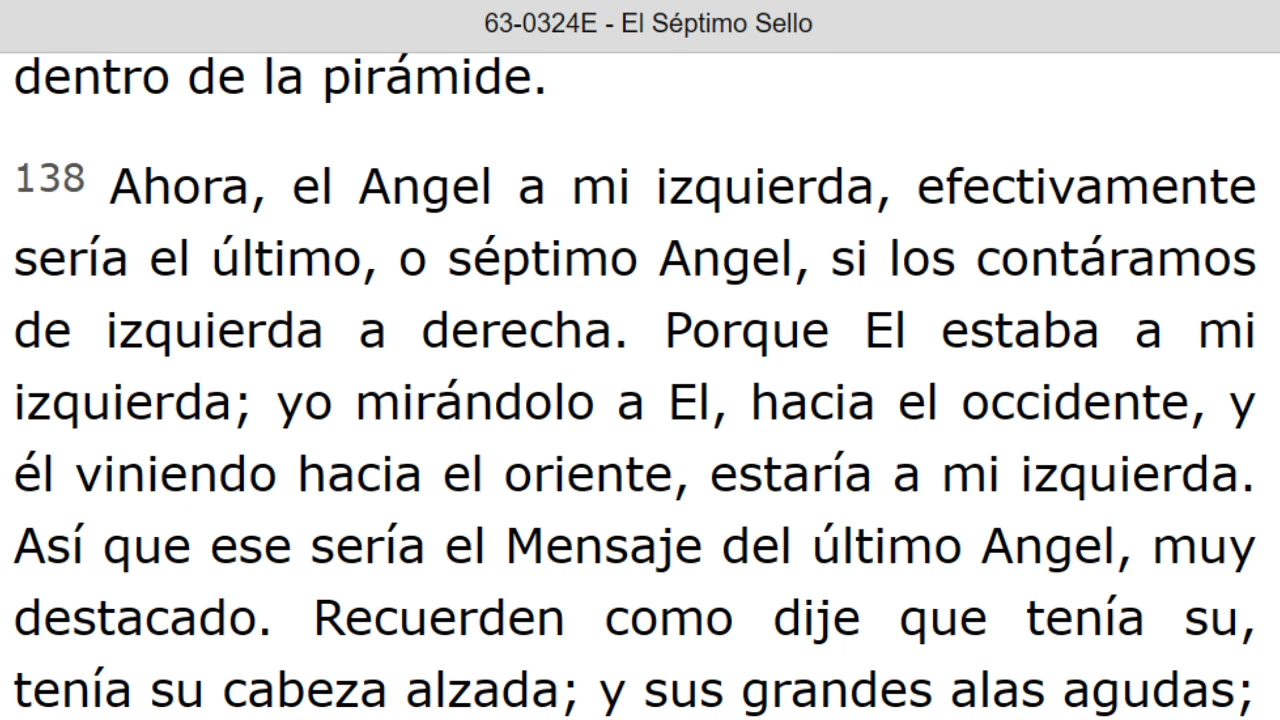 63-0324E - El Séptimo Sello
dentro de la pirámide.
138 Ahora, el Angel a mi izquierda, efectivamente
sería el último, o séptimo Angel, si los contáramos
de izquierda a derecha. Porque El estaba a mi
izquierda; yo mirándolo a El, hacia el occidente, y
él viniendo hacia el oriente, estaría a mi izquierda.
Así que ese sería el Mensaje del último Angel, muy
destacado. Recuerden como dije que tenía su,
tenía su cabeza alzada; y sus grandes alas agudas;